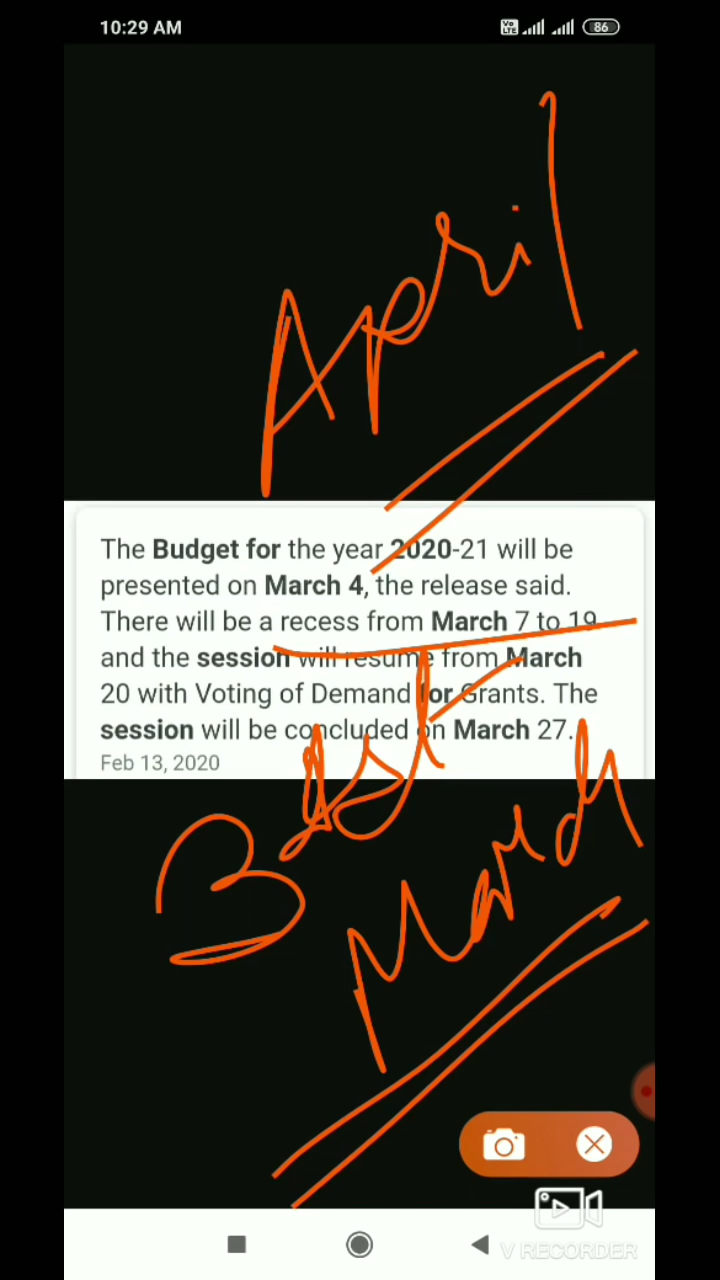 10:29 AM
Vo LTE
86
April
The Budget for the year 2020-21 will be
presented on March 4, the release said.
There will be a recess from March 7 to 19
and the session will resume from March
20 with Voting of Demand for Grants. The
session will be concluded on March 27.
Feb 13, 2020
31st
March
V RECORDER